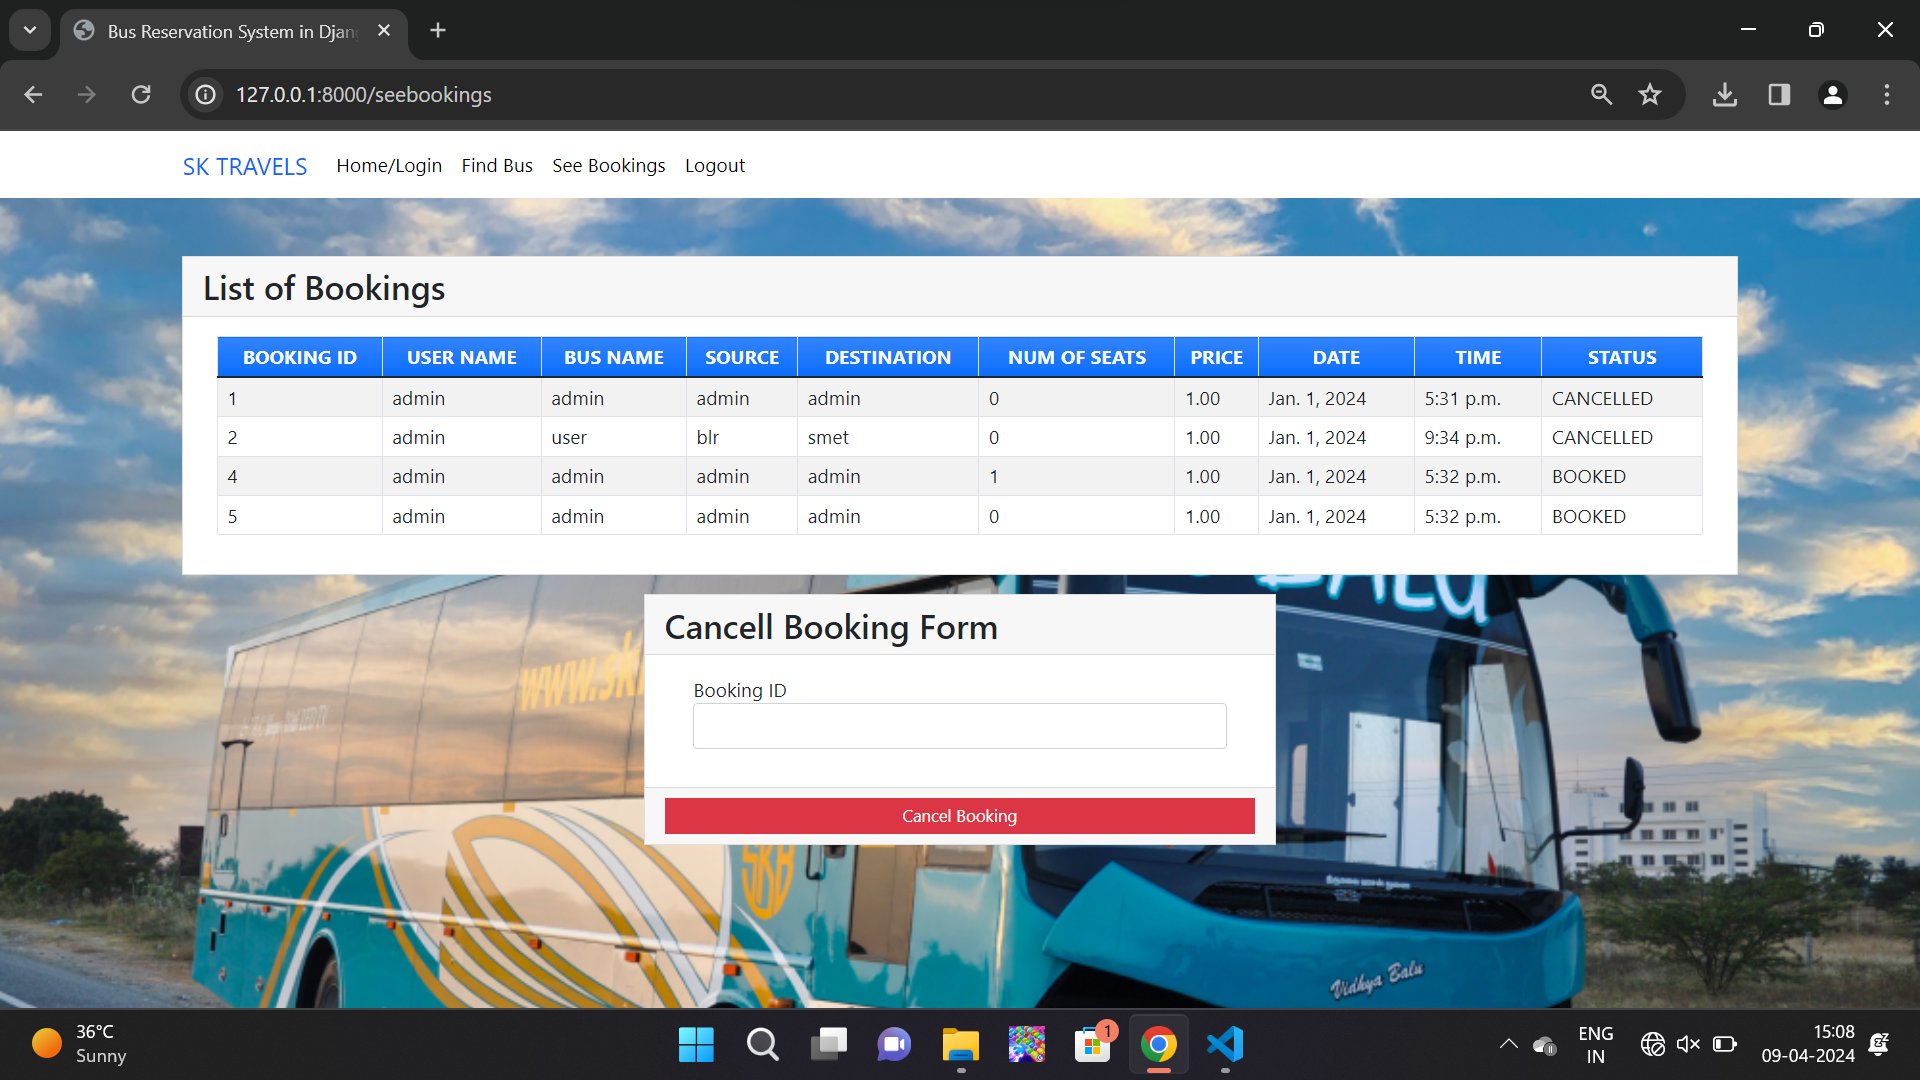 Bus Reservation System in Djan
127.0.0.1:8000/seebookings
SK TRAVELS Home/Login Find Bus See Bookings Logout
List of Bookings
BOOKING ID USER NAME BUS NAME SOURCE DESTINATION NUM OF SEATS PRICE DATE TIME STATUS
1 admin admin admin admin 0 1.00 Jan. 1, 2024 5:31 p.m. CANCELLED
2 admin user blr smet 0 1.00 Jan. 1, 2024 9:34 p.m. CANCELLED
4 admin admin admin admin 1 1.00 Jan. 1, 2024 5:32 p.m. BOOKED
5 admin admin admin admin 0 1.00 Jan. 1, 2024 5:32 p.m. BOOKED
Cancell Booking Form
Booking ID
Cancel Booking
www.sk
SKB
Vidhya Balu
36°C
Sunny
1
ENG
IN
15:08
09-04-2024